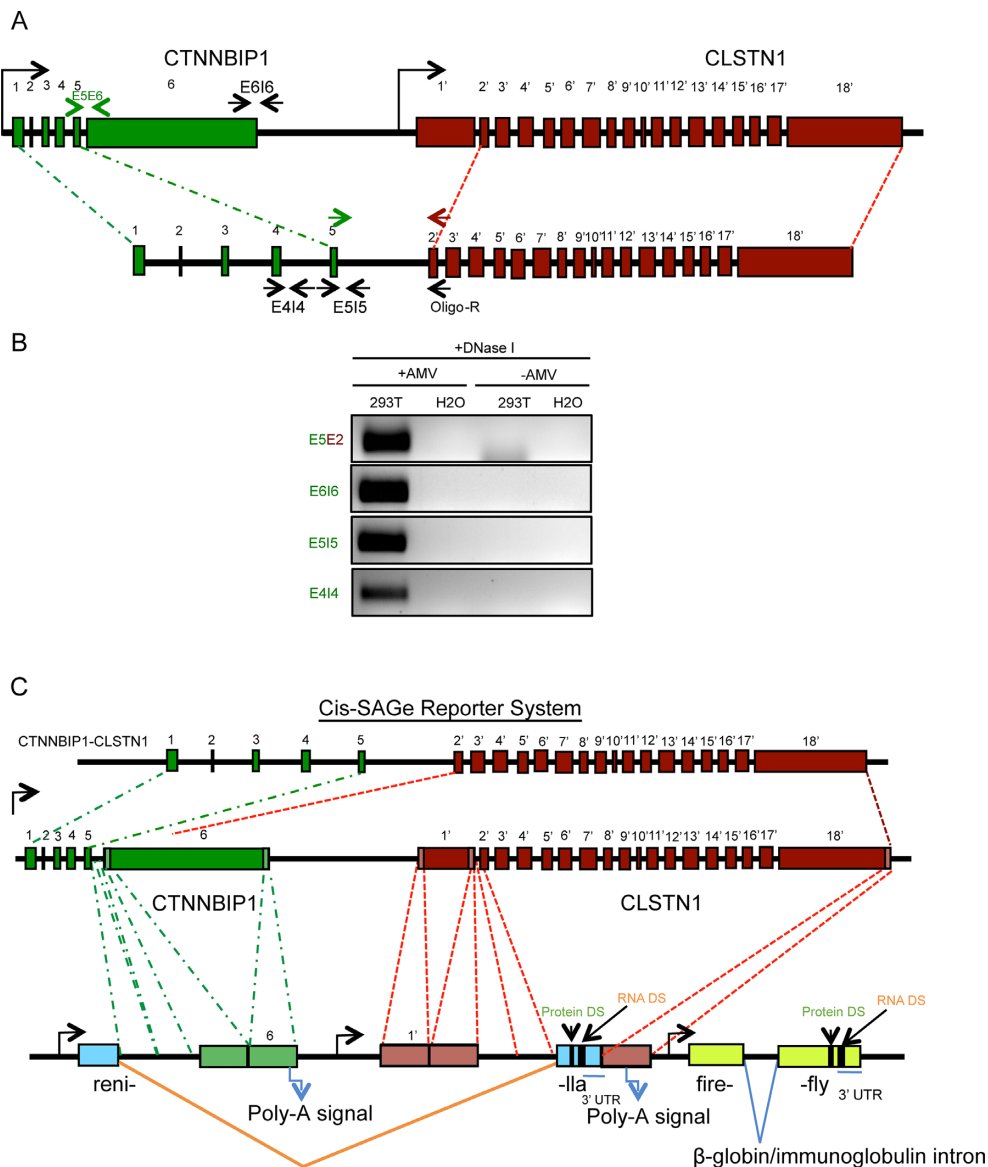 A
CTNNBIP1 CLSTN1
1 2 3 4 5 6 1' 2' 3' 4' 5' 6' 7' 8' 9' 10' 11' 12' 13' 14' 15' 16' 17' 18'
E5E6 E6I6
1 2 3 4 5 2' 3' 4' 5' 6' 7' 8' 9' 10' 11' 12' 13' 14' 15' 16' 17' 18'
E4I4 E5I5 Oligo-R
B
+DNase I
+AMV -AMV
293T H2O 293T H2O
E5E2
E6I6
E5I5
E4I4
C
Cis-SAGe Reporter System
CTNNBIP1-CLSTN1 1 2 3 4 5 2' 3' 4' 5' 6' 7' 8' 9' 10' 11' 12' 13' 14' 15' 16' 17' 18'
1 2 3 4 5 6 1' 2' 3' 4' 5' 6' 7' 8' 9' 10' 11' 12' 13' 14' 15' 16' 17' 18'
CTNNBIP1 CLSTN1
Protein DS RNA DS Protein DS RNA DS
6 1'
reni- -lla 3' UTR fire- -fly 3' UTR
Poly-A signal Poly-A signal
β-globin/immunoglobulin intron